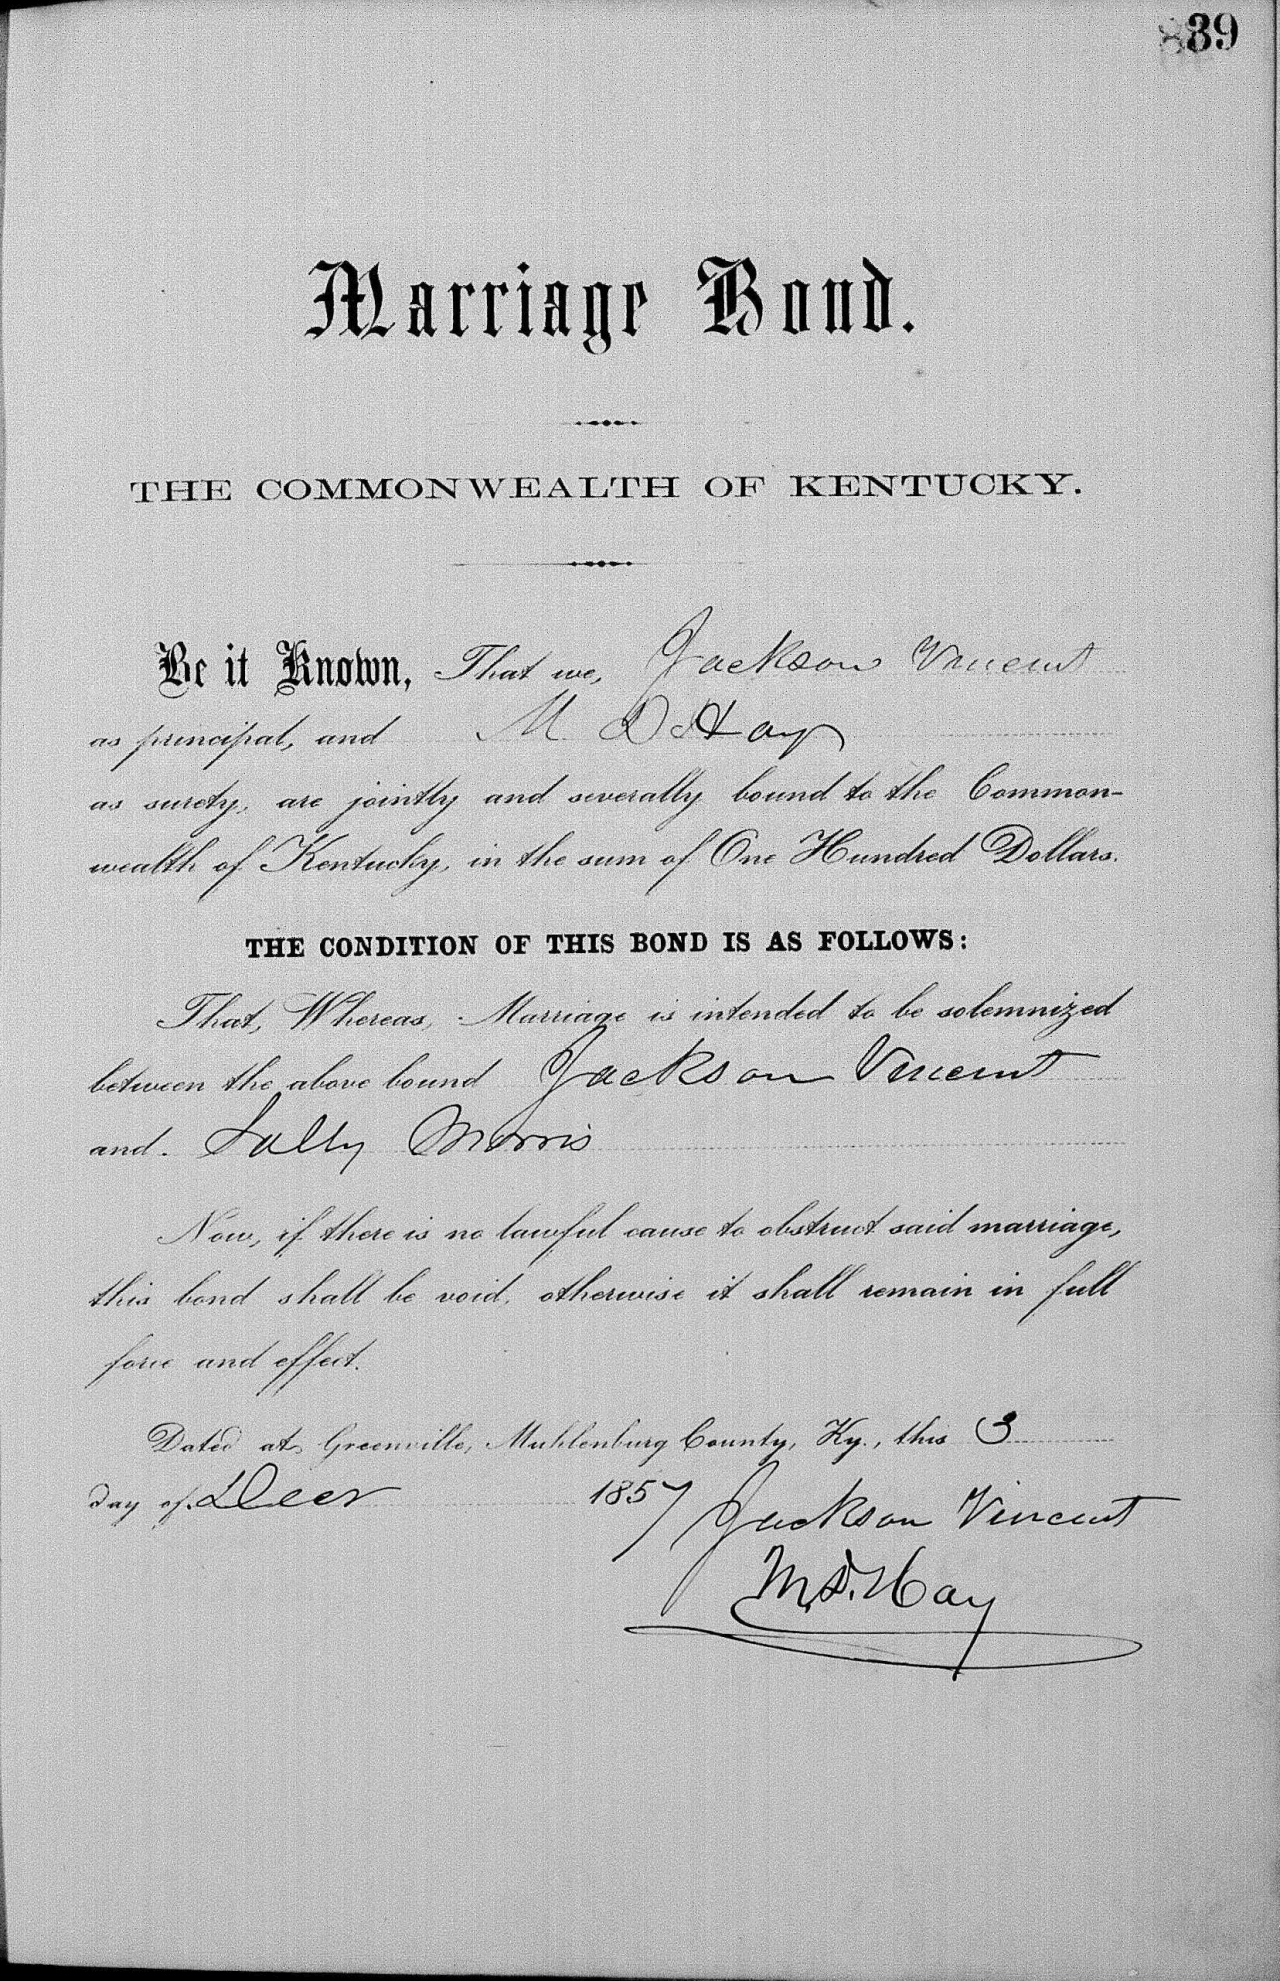 39
Marriage Bond.
THE COMMONWEALTH OF KENTUCKY.
Be it Known, That we, Jackson Vincent
as principal, and M D Hay
as surety, are jointly and severally bound to the Common-
wealth of Kentucky, in the sum of One Hundred Dollars.
THE CONDITION OF THIS BOND IS AS FOLLOWS:
That, Whereas, Marriage is intended to be solemnized
between the above bound Jackson Vincent
and Sally Morris
Now, if there is no lawful cause to obstruct said marriage,
this bond shall be void, otherwise it shall remain in full
force and effect.
Dated at Greenville, Muhlenburg County, Ky., this 3
day of Decr 1857 Jackson Vincent
M.D. Hay